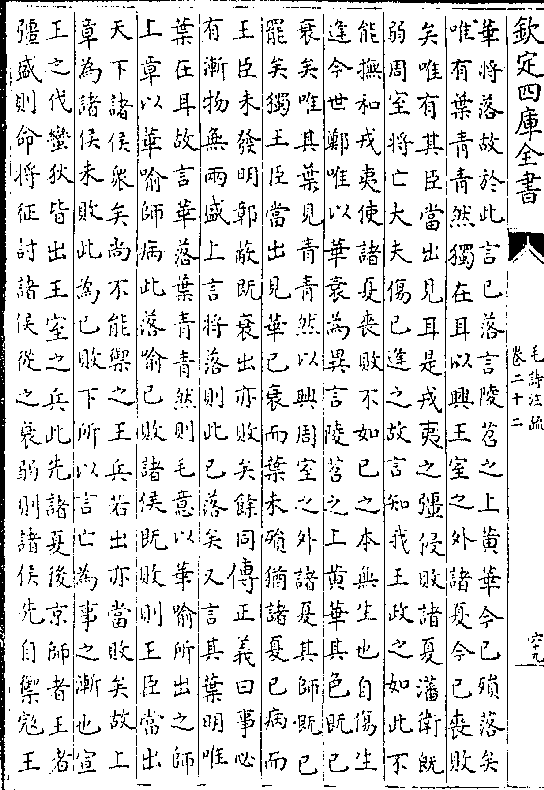 欽定四庫全書
毛詩注疏
卷二十二
六十九
華将落故於此言已落言陵苕之上黄華今已殞落矣
唯有葉青青然獨在耳以興王室之外諸夏今已喪敗
矣唯有其臣當出見耳是戎夷之彊侵敗諸夏藩衛既
弱周室将亡大夫傷已逢之故言知我王政之如此不
能撫和戎夷使諸夏喪敗不如已之本無生也自傷生
逢今世鄭唯以華衰為異言陵苕之上黄華其色既已
衰矣唯其葉見青青然以興周室之外諸夏其師既已
罷矣獨王臣當出見華已衰而葉未殞猶諸夏已病而
王臣未發明鄭敵既衰出亦敗矣餘同傳正義曰事必
有漸物無兩盛上言将落則此已落矣又言其葉明唯
葉在耳故言華落葉青青然則毛意以華喻所出之師
上章以華喻師病此落喻已敗諸侯既敗則王臣當出
天下諸侯衆矣尚不能禦之王兵若出亦當敗矣故上
章為諸侯未敗此為已敗下所以言亡為事之漸也宣
王之代蠻狄皆出王室之兵此先諸夏後京師者王者
彊盛則命将征討諸侯從之衰弱則諸侯先自禦寇王